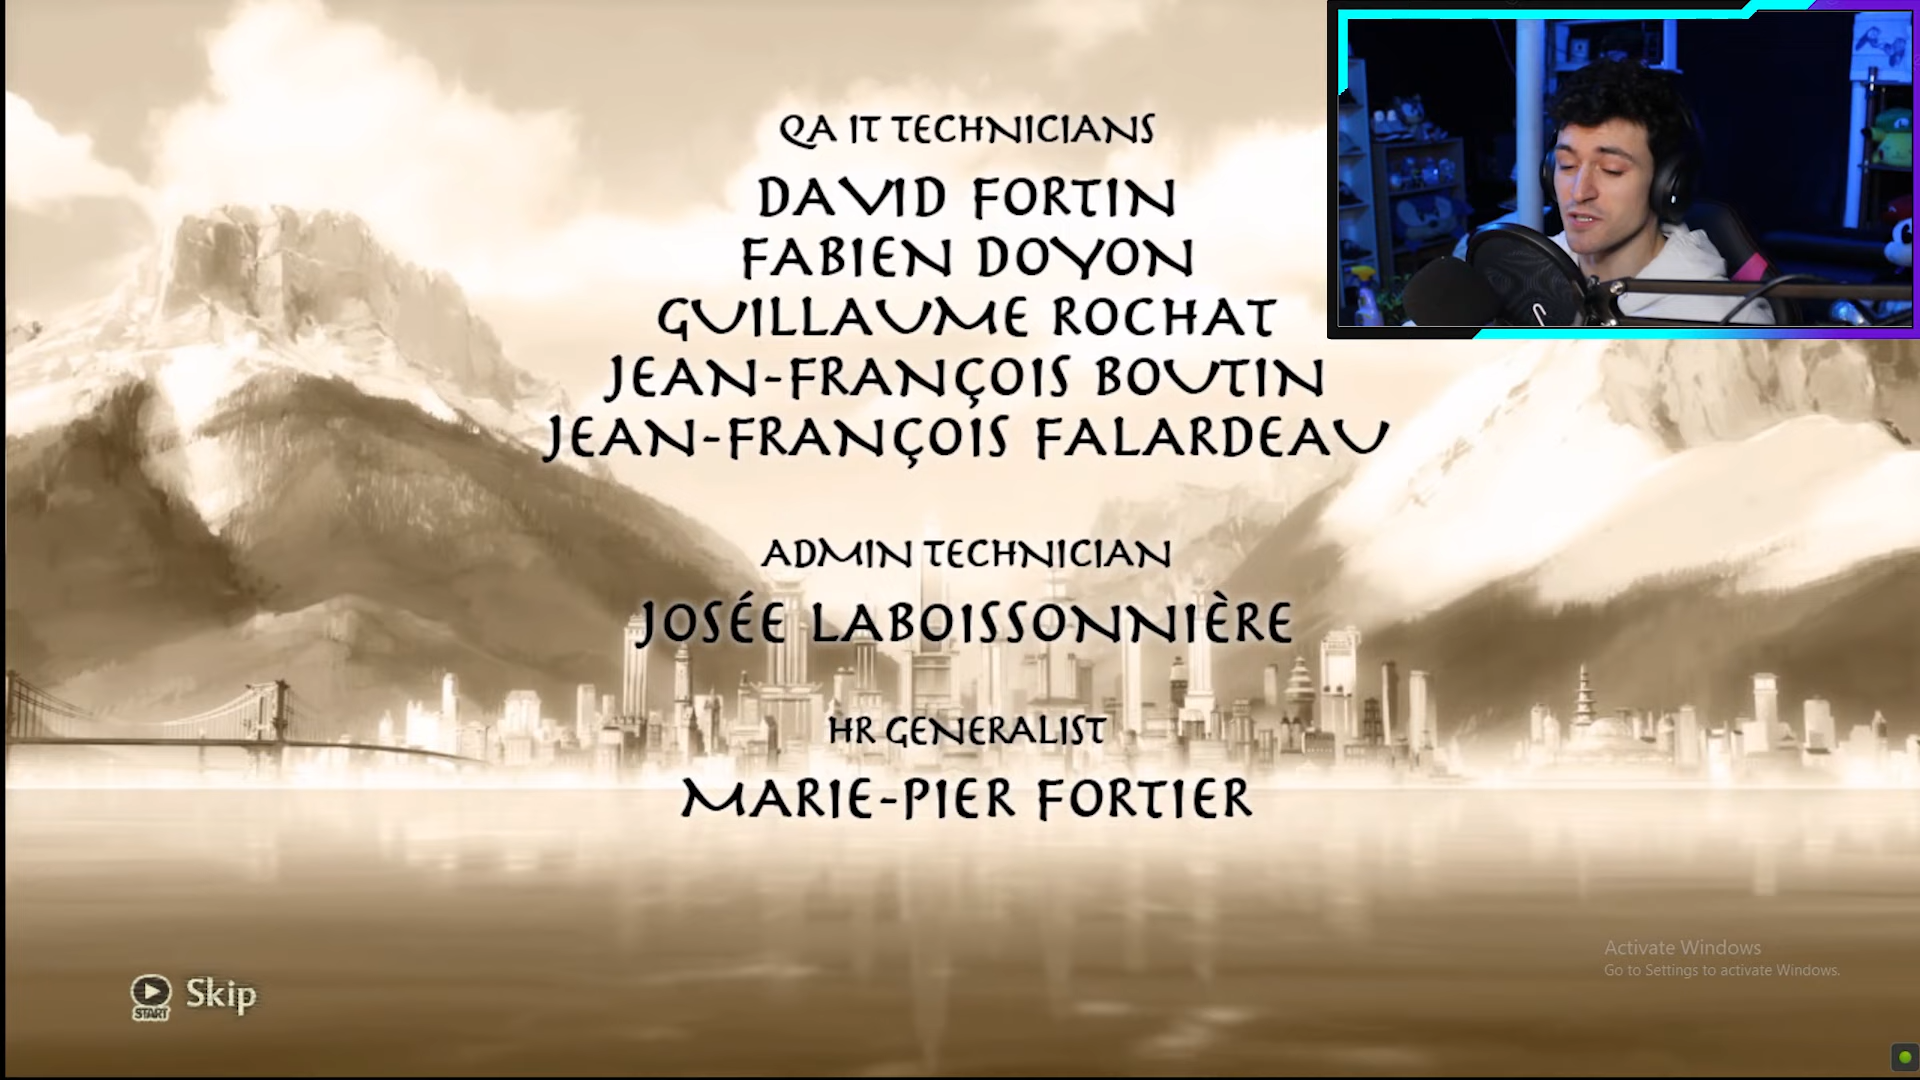 QA IT TECHNICIANS
DAVID FORTIN
FABIEN DOYON
GUILLAUME ROCHAT
JEAN-FRANÇOIS BOUTIN
JEAN-FRANÇOIS FALARDEAU
ADMIN TECHNICIAN
JOSÉE LABOISSONNIÈRE
HR GENERALIST
MARIE-PIER FORTIER
Activate Windows
Go to Settings to activate Windows.
START Skip